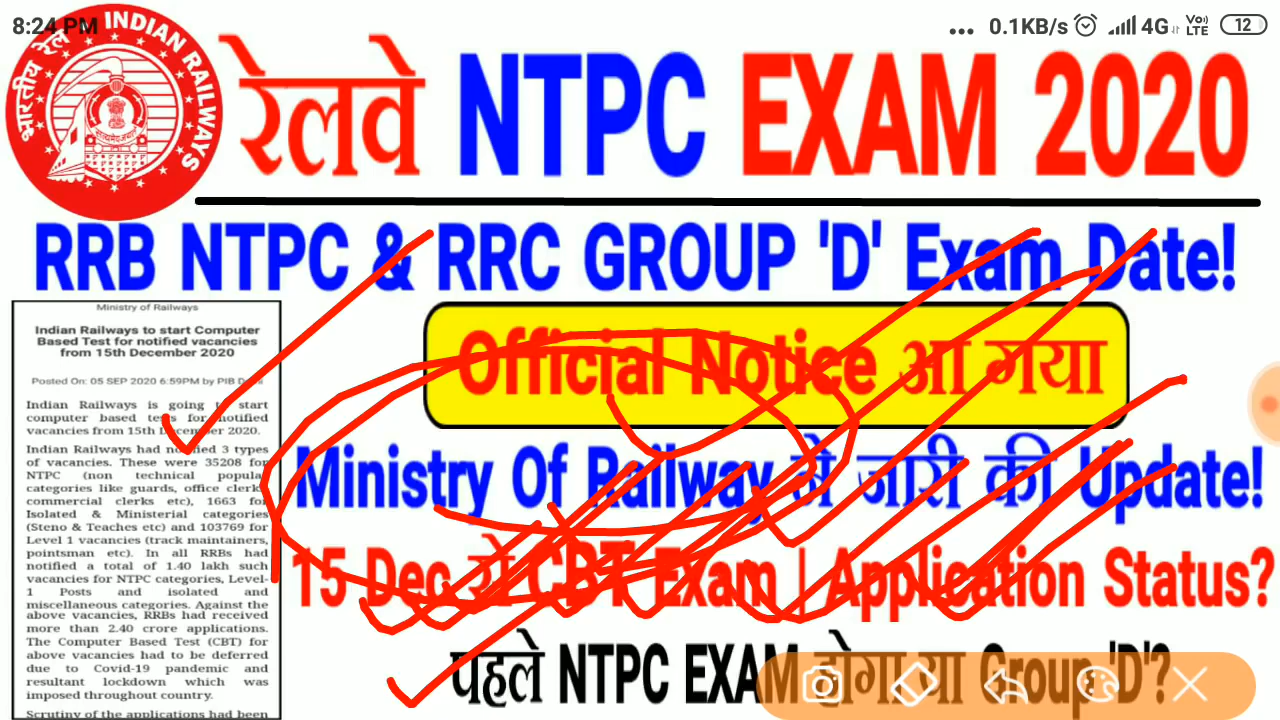 8:24 PM
... 0.1KB/s 4G Vo) LTE 12
भारतीय रेल INDIAN RAILWAYS
रेलवे NTPC EXAM 2020
RRB NTPC & RRC GROUP 'D' Exam Date!
Ministry of Railways
Indian Railways to start Computer
Based Test for notified vacancies
from 15th December 2020
Posted On: 05 SEP 2020 6:59PM by PIB Delhi
Indian Railways is going to start
computer based tests for notified
vacancies from 15th December 2020.
Indian Railways had notified 3 types
of vacancies. These were 35208 for
NTPC (non technical popular
categories like guards, office clerks,
commercial clerks etc), 1663 for
Isolated & Ministerial categories
(Steno & Teaches etc) and 103769 for
Level 1 vacancies (track maintainers,
pointsman etc). In all RRBs had
notified a total of 1.40 lakh such
vacancies for NTPC categories, Level-
1 Posts and isolated and
miscellaneous categories. Against the
above vacancies, RRBs had received
more than 2.40 crore applications.
The Computer Based Test (CBT) for
above vacancies had to be deferred
due to Covid-19 pandemic and
resultant lockdown which was
imposed throughout country.
Scrutiny of the applications had been
Official Notice आ गया
Ministry Of Railway ने जारी की Update!
15 Dec से CBT Exam | Application Status?
पहले NTPC EXAM होगा या Group 'D'?